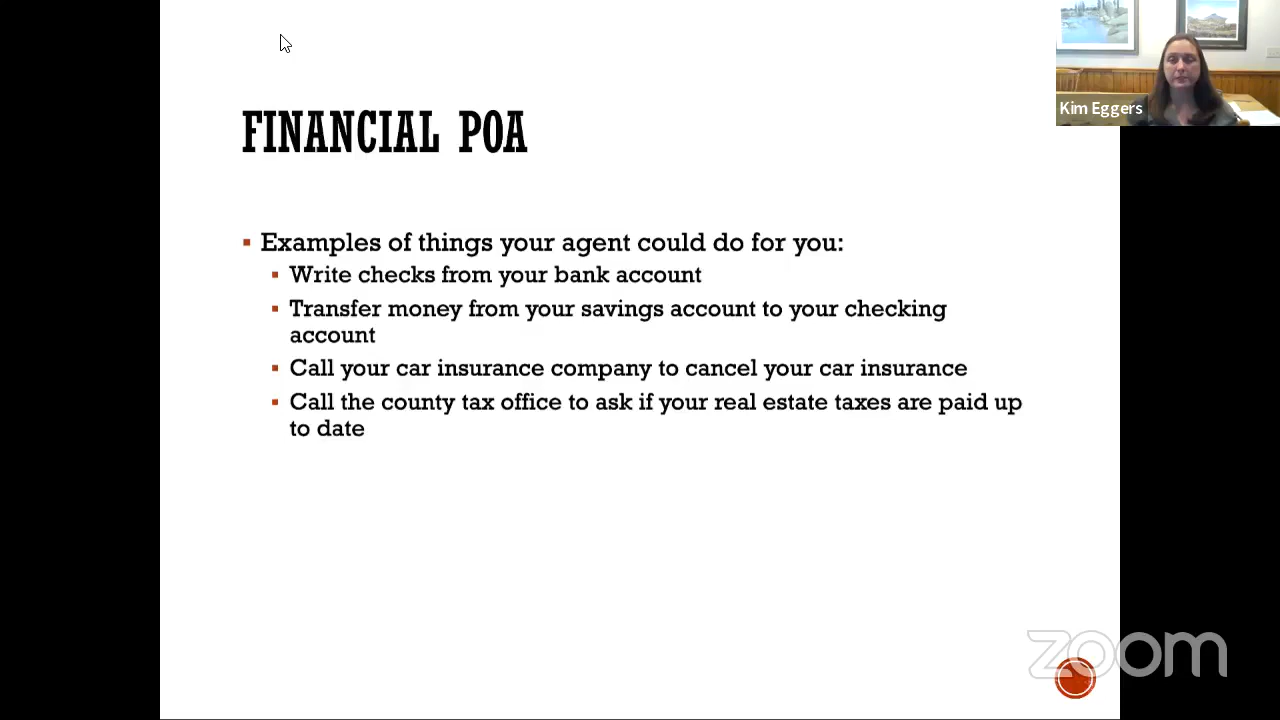 Kim Eggers
FINANCIAL POA
▪ Examples of things your agent could do for you:
▪ Write checks from your bank account
▪ Transfer money from your savings account to your checking
account
▪ Call your car insurance company to cancel your car insurance
▪ Call the county tax office to ask if your real estate taxes are paid up
to date
zoom